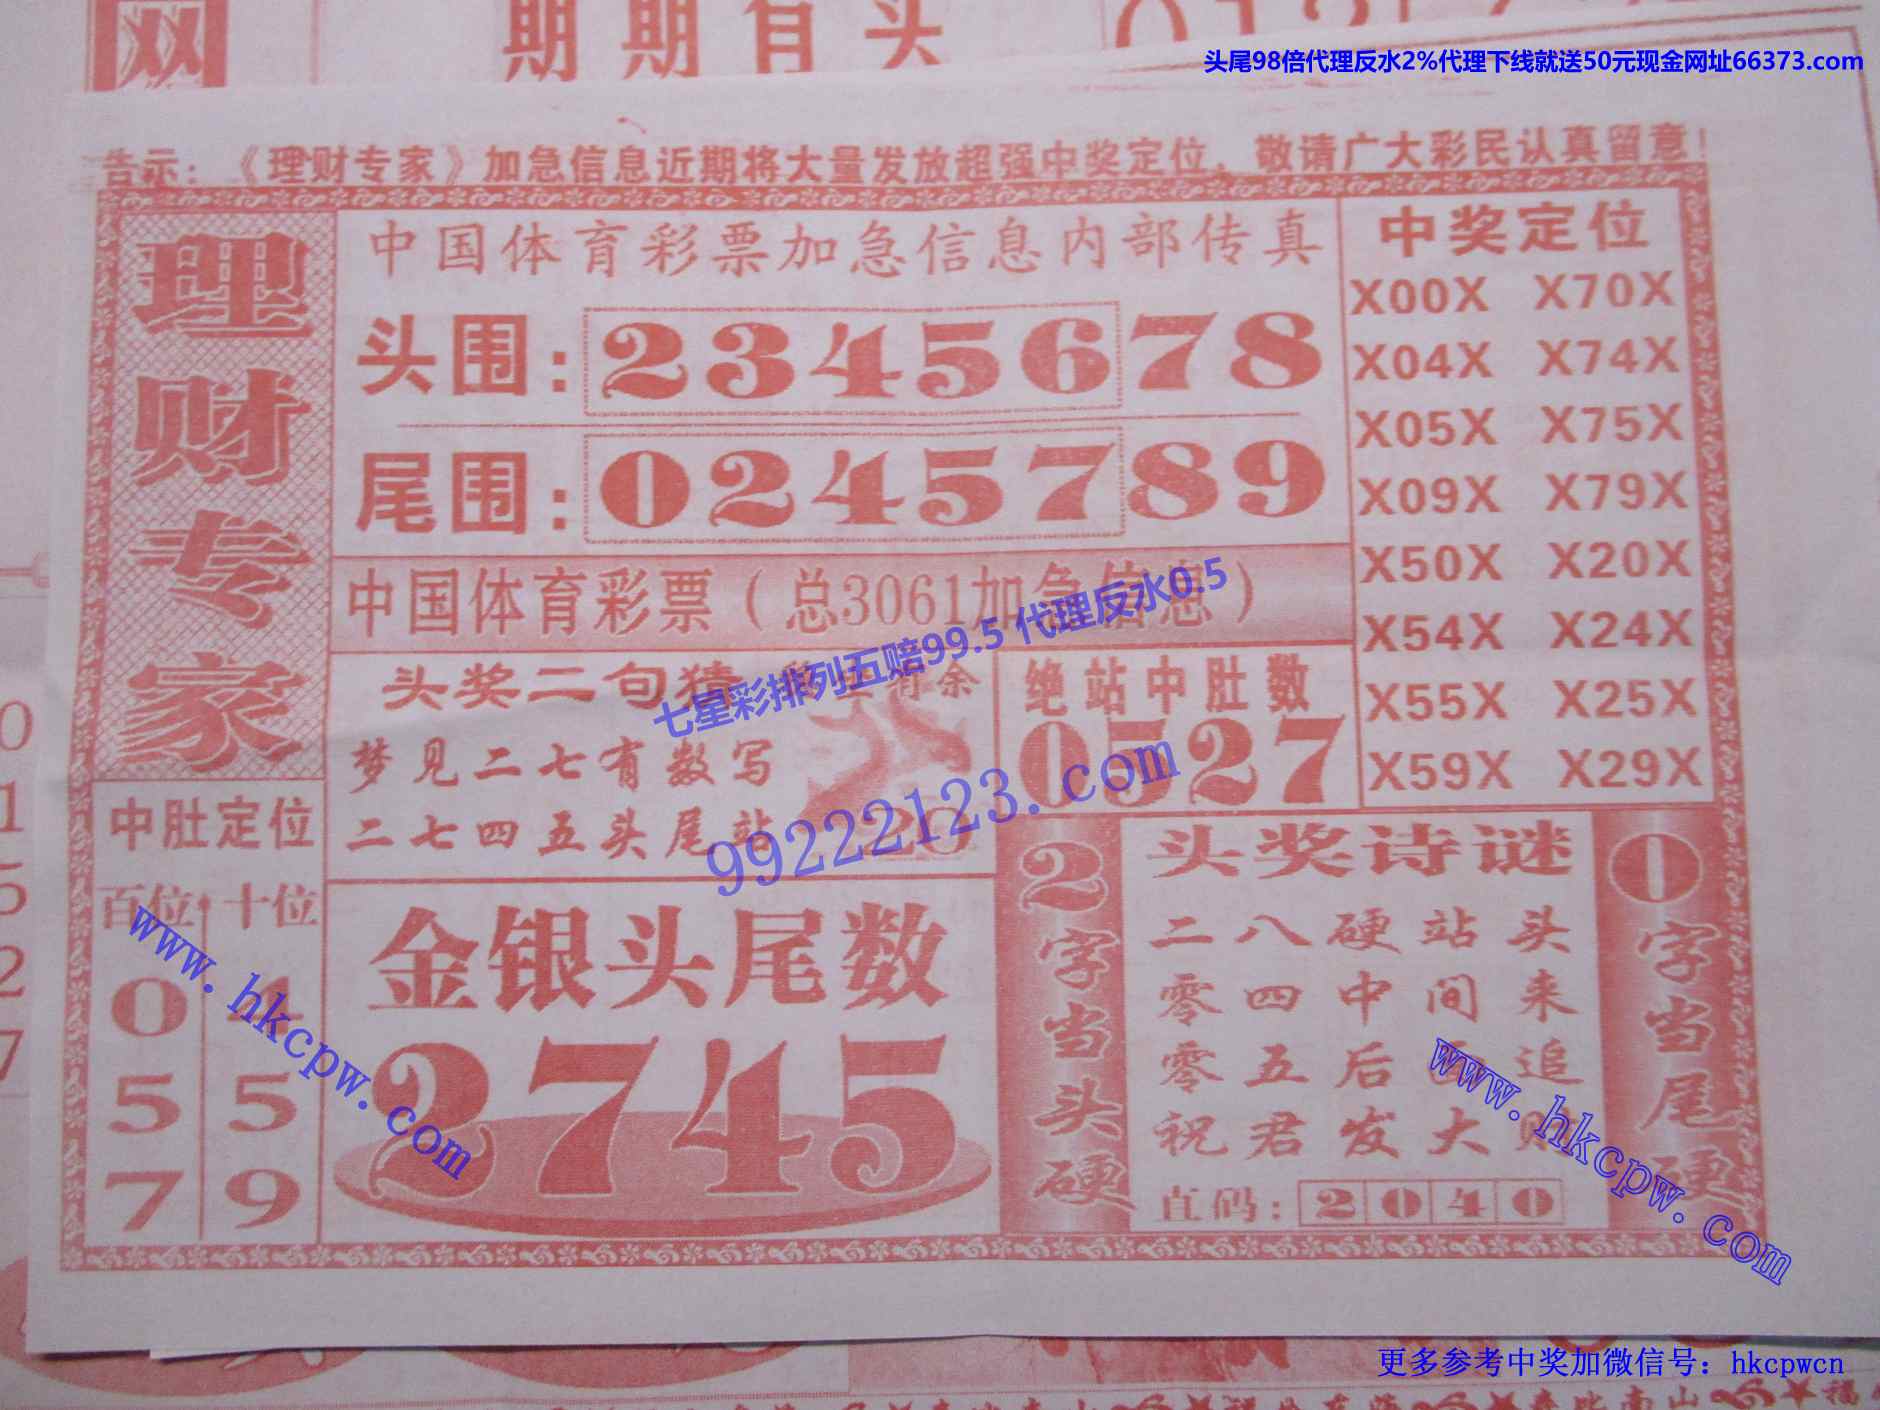 网
期期有头
头尾98倍代理反水2%代理下线就送50元现金网址66373.com
告示：《理财专家》加急信息近期将大量发放超强中奖定位，敬请广大彩民认真留意！
理财专家
中国体育彩票加急信息内部传真
头围：2345678
尾围：0245789
中国体育彩票（总3061加急信息）
七星彩排列五赔99.5 代理反水0.5
中奖定位
X00X X70X
X04X X74X
X05X X75X
X09X X79X
X50X X20X
X54X X24X
X55X X25X
X59X X29X
头奖二句猜
梦见二七有数写
二七四五头尾站
20
绝站中肚数
0527
99222123.com
中肚定位
百位 十位
0 4
5 5
7 9
www.hkcpw.com
金银头尾数
2745
2字当头硬
头奖诗谜
二八硬站头
零四中间来
零五后面追
祝君发大财
直码：2040
0字当尾硬
www.hkcpw.com
更多参考中奖加微信号：hkcpwcn